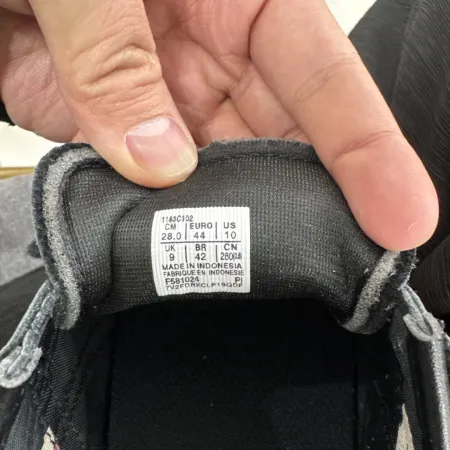 1183C102
CM EURO US
28.0 44 10
UK BR CN
9 42 280
MADE IN INDONESIA
FABRIQUE EN INDONESIE
F581024 PI